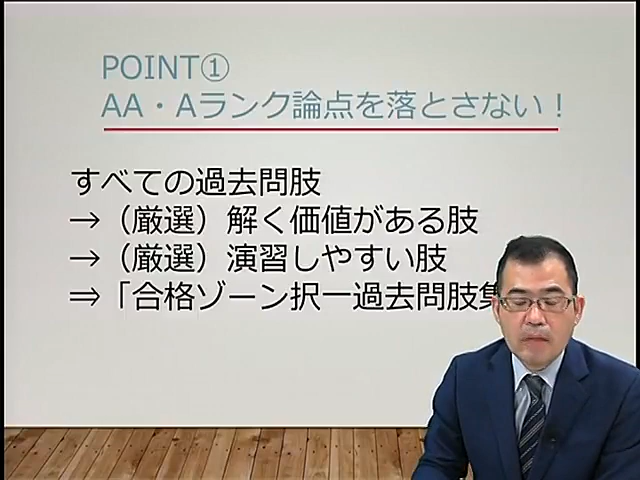 POINT①
AA・Aランク論点を落とさない！
すべての過去問肢
→（厳選）解く価値がある肢
→（厳選）演習しやすい肢
⇒「合格ゾーン択一過去問肢集